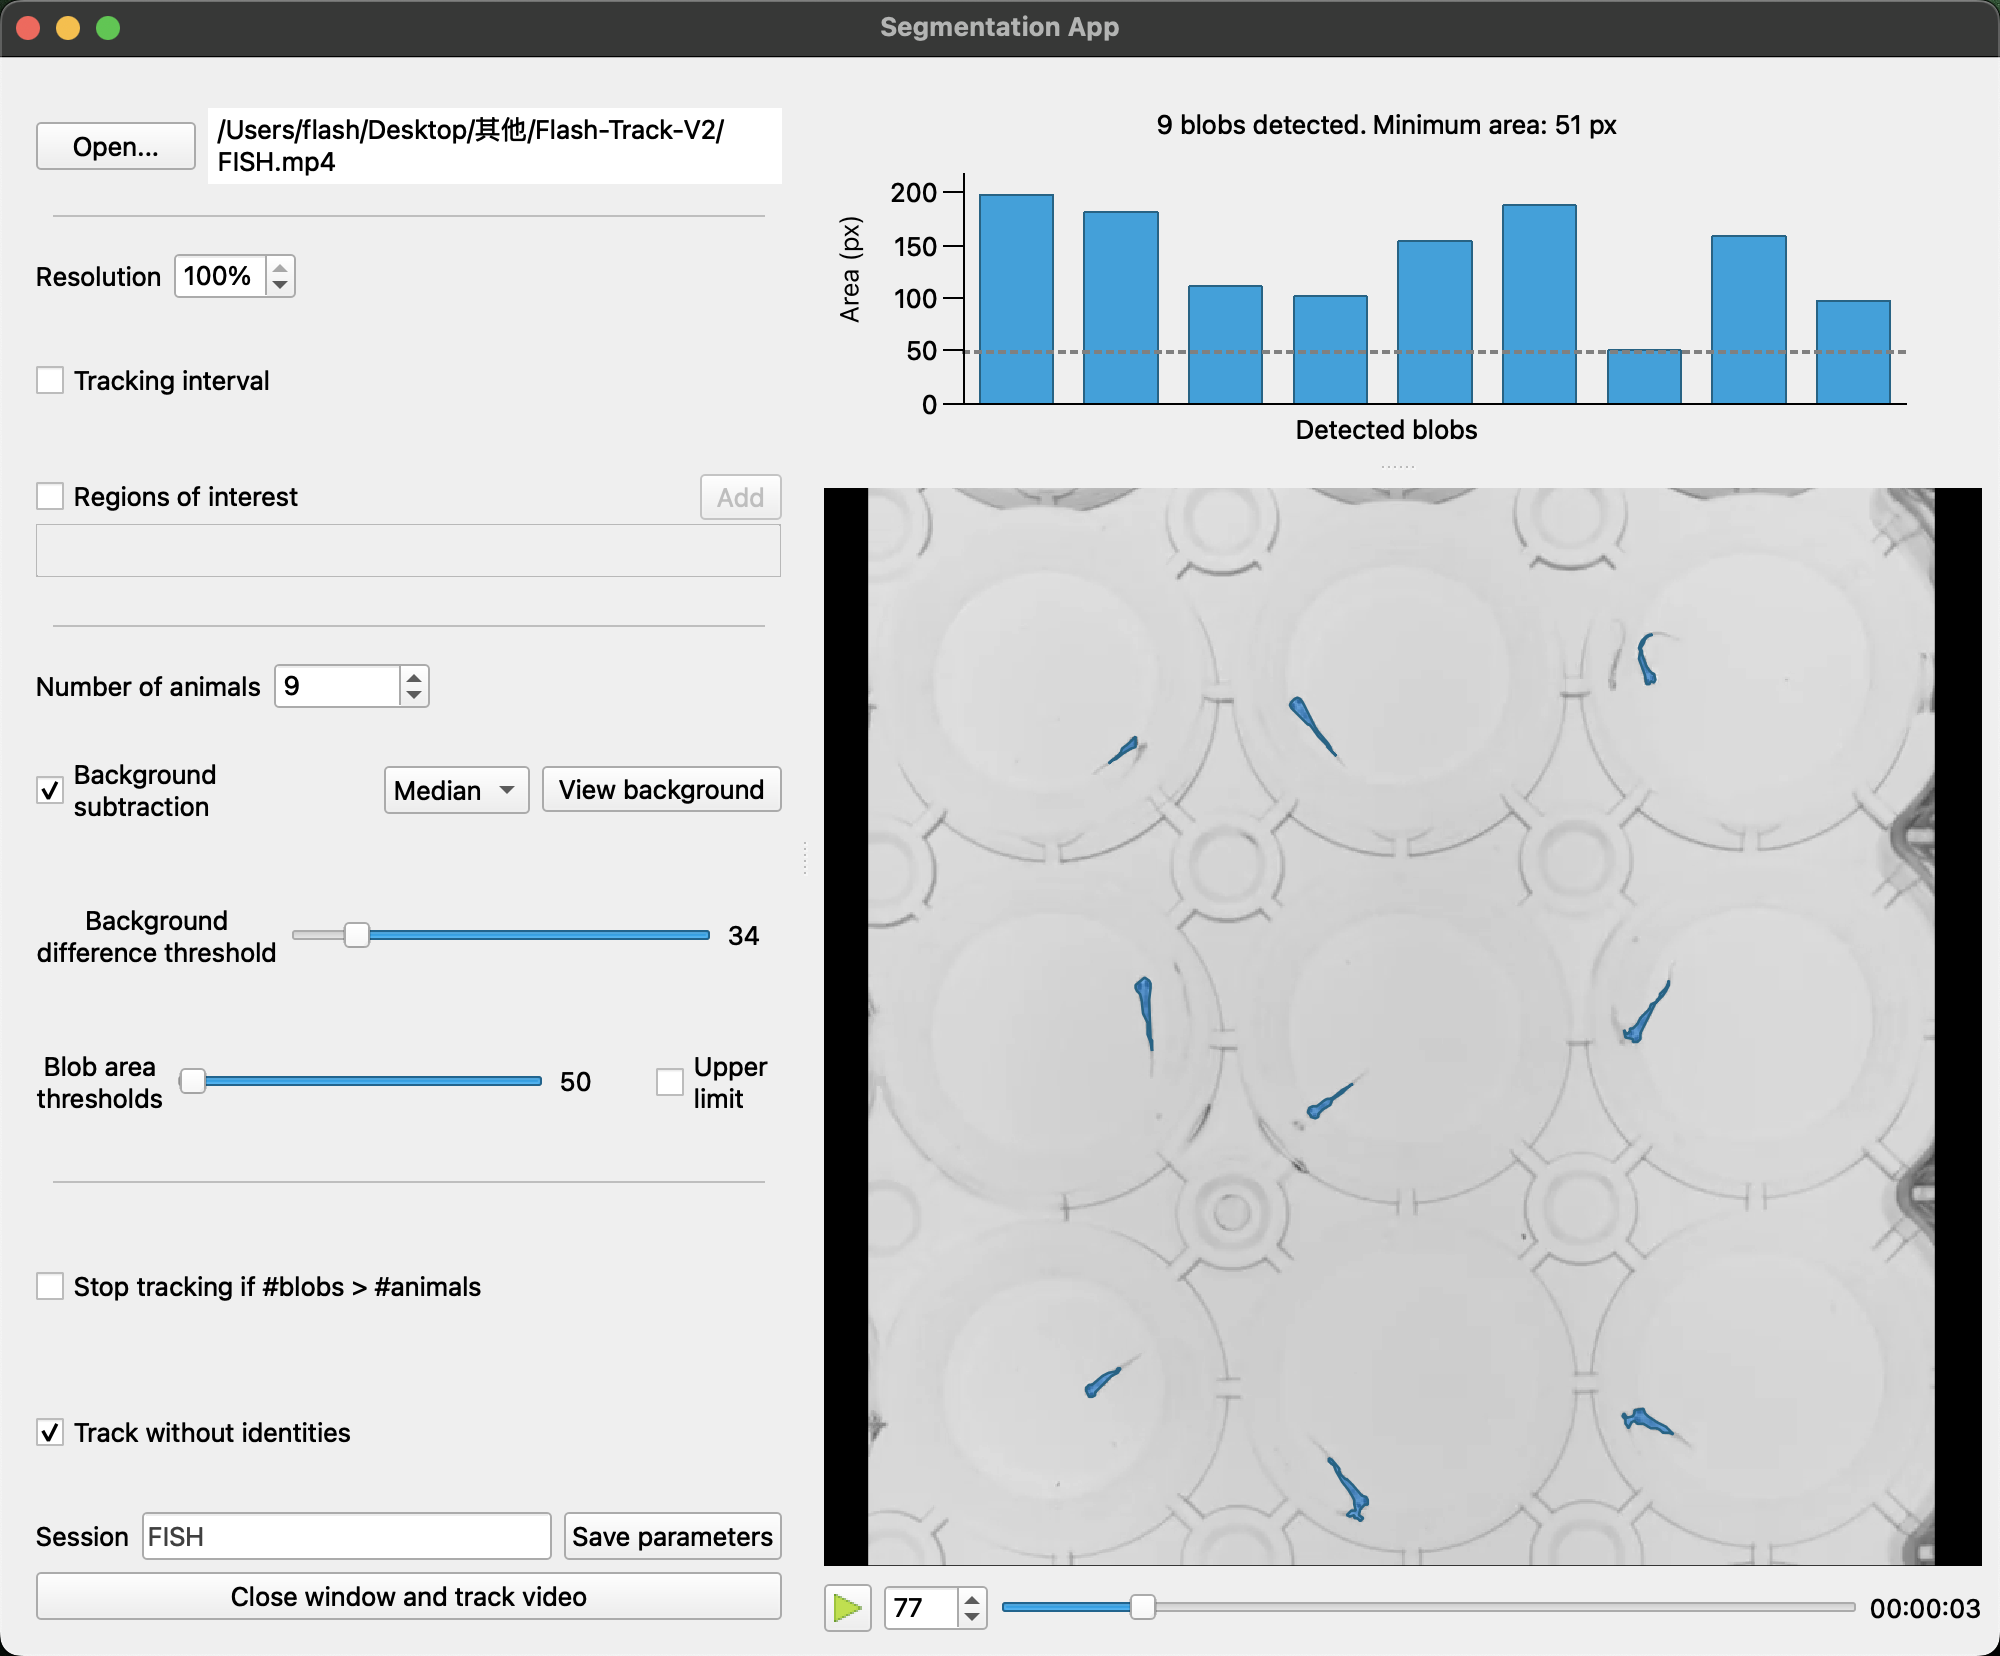 Segmentation App
Open...
/Users/flash/Desktop/其他/Flash-Track-V2/
FISH.mp4
Resolution 100%
Tracking interval
Regions of interest Add
Number of animals 9
Background
subtraction
Median View background
Background
difference threshold
34
Blob area
thresholds
50
Upper
limit
Stop tracking if #blobs > #animals
Track without identities
Session FISH Save parameters
Close window and track video
9 blobs detected. Minimum area: 51 px
Area (px)
200
150
100
50
0
Detected blobs
77 00:00:03